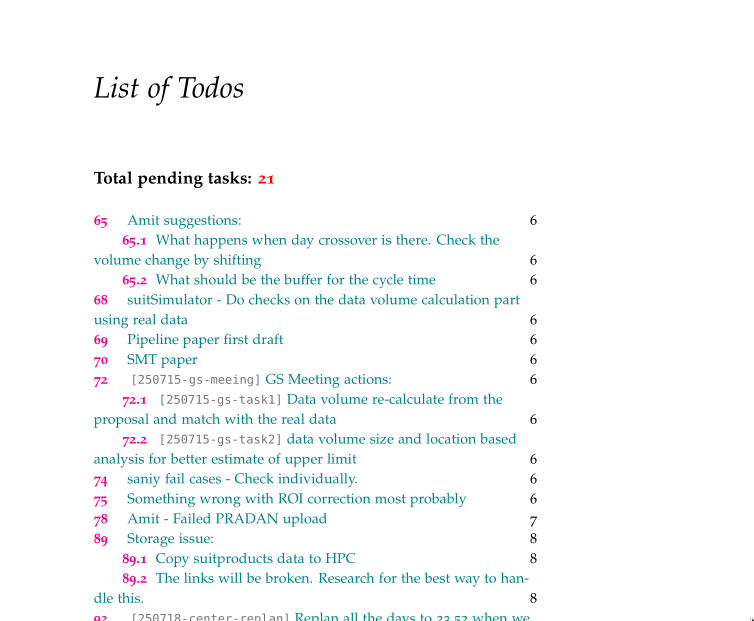 List of Todos
Total pending tasks: 21
65 Amit suggestions: 6
65.1 What happens when day crossover is there. Check the
volume change by shifting 6
65.2 What should be the buffer for the cycle time 6
68 suitSimulator - Do checks on the data volume calculation part
using real data 6
69 Pipeline paper first draft 6
70 SMT paper 6
72 [250715-gs-meeing] GS Meeting actions: 6
72.1 [250715-gs-task1] Data volume re-calculate from the
proposal and match with the real data 6
72.2 [250715-gs-task2] data volume size and location based
analysis for better estimate of upper limit 6
74 saniy fail cases - Check individually. 6
75 Something wrong with ROI correction most probably 6
78 Amit - Failed PRADAN upload 7
89 Storage issue: 8
89.1 Copy suitproducts data to HPC 8
89.2 The links will be broken. Research for the best way to han-
dle this. 8
92 [250718-center-replan] Replan all the days to 23.52 when we